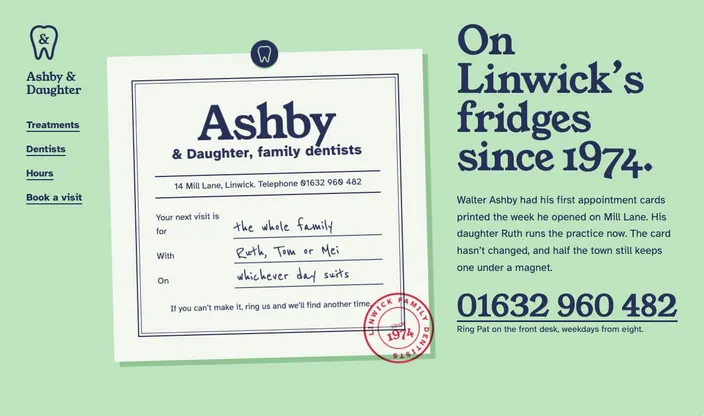 &
Ashby &
Daughter
Treatments
Dentists
Hours
Book a visit
Ashby
& Daughter, family dentists
14 Mill Lane, Linwick. Telephone 01632 960 482
Your next visit is
for
the whole family
With
Ruth, Tom or Mei
On
whichever day suits
If you can't make it, ring us and we'll find another time.
LINWICK FAMILY DENTISTS
SINCE
1974
On
Linwick's
fridges
since 1974.
Walter Ashby had his first appointment cards
printed the week he opened on Mill Lane. His
daughter Ruth runs the practice now. The card
hasn't changed, and half the town still keeps
one under a magnet.
01632 960 482
Ring Pat on the front desk, weekdays from eight.